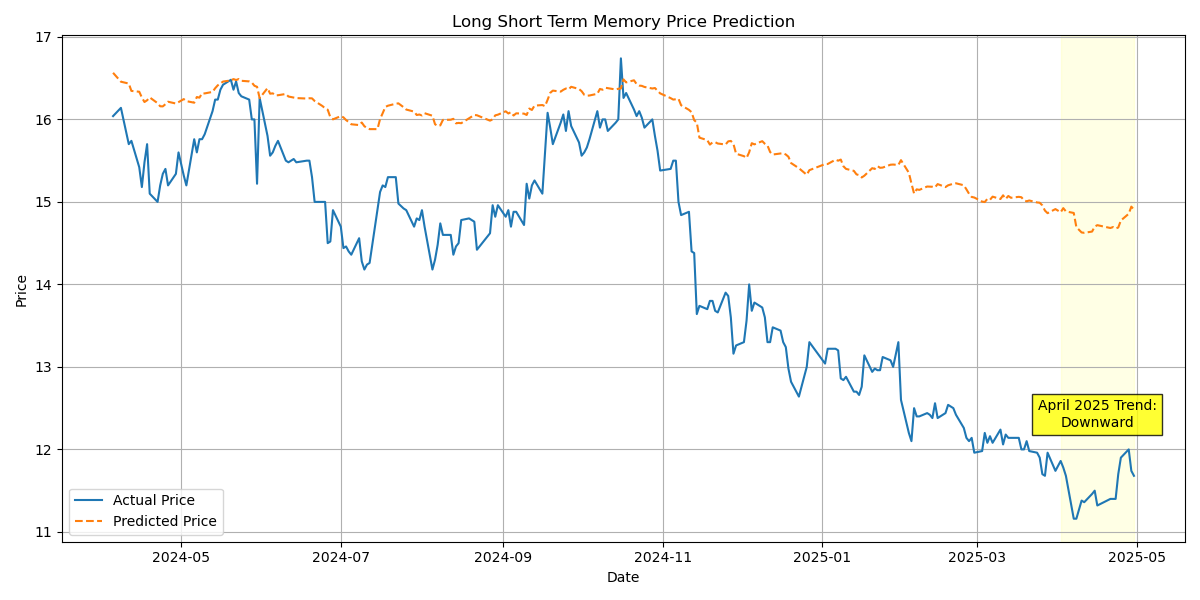 Long Short Term Memory Price Prediction
17
16
15
14
13
12
11
Price
April 2025 Trend:
Downward
Actual Price
Predicted Price
2024-05
2024-07
2024-09
2024-11
2025-01
2025-03
2025-05
Date